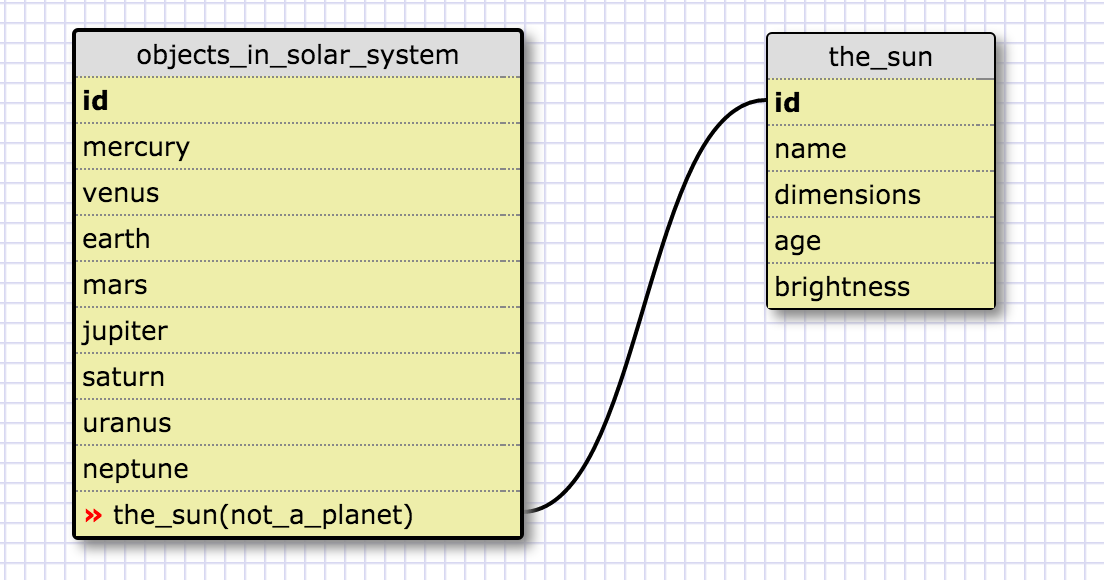 objects_in_solar_system
id
mercury
venus
earth
mars
jupiter
saturn
uranus
neptune
» the_sun(not_a_planet)
the_sun
id
name
dimensions
age
brightness